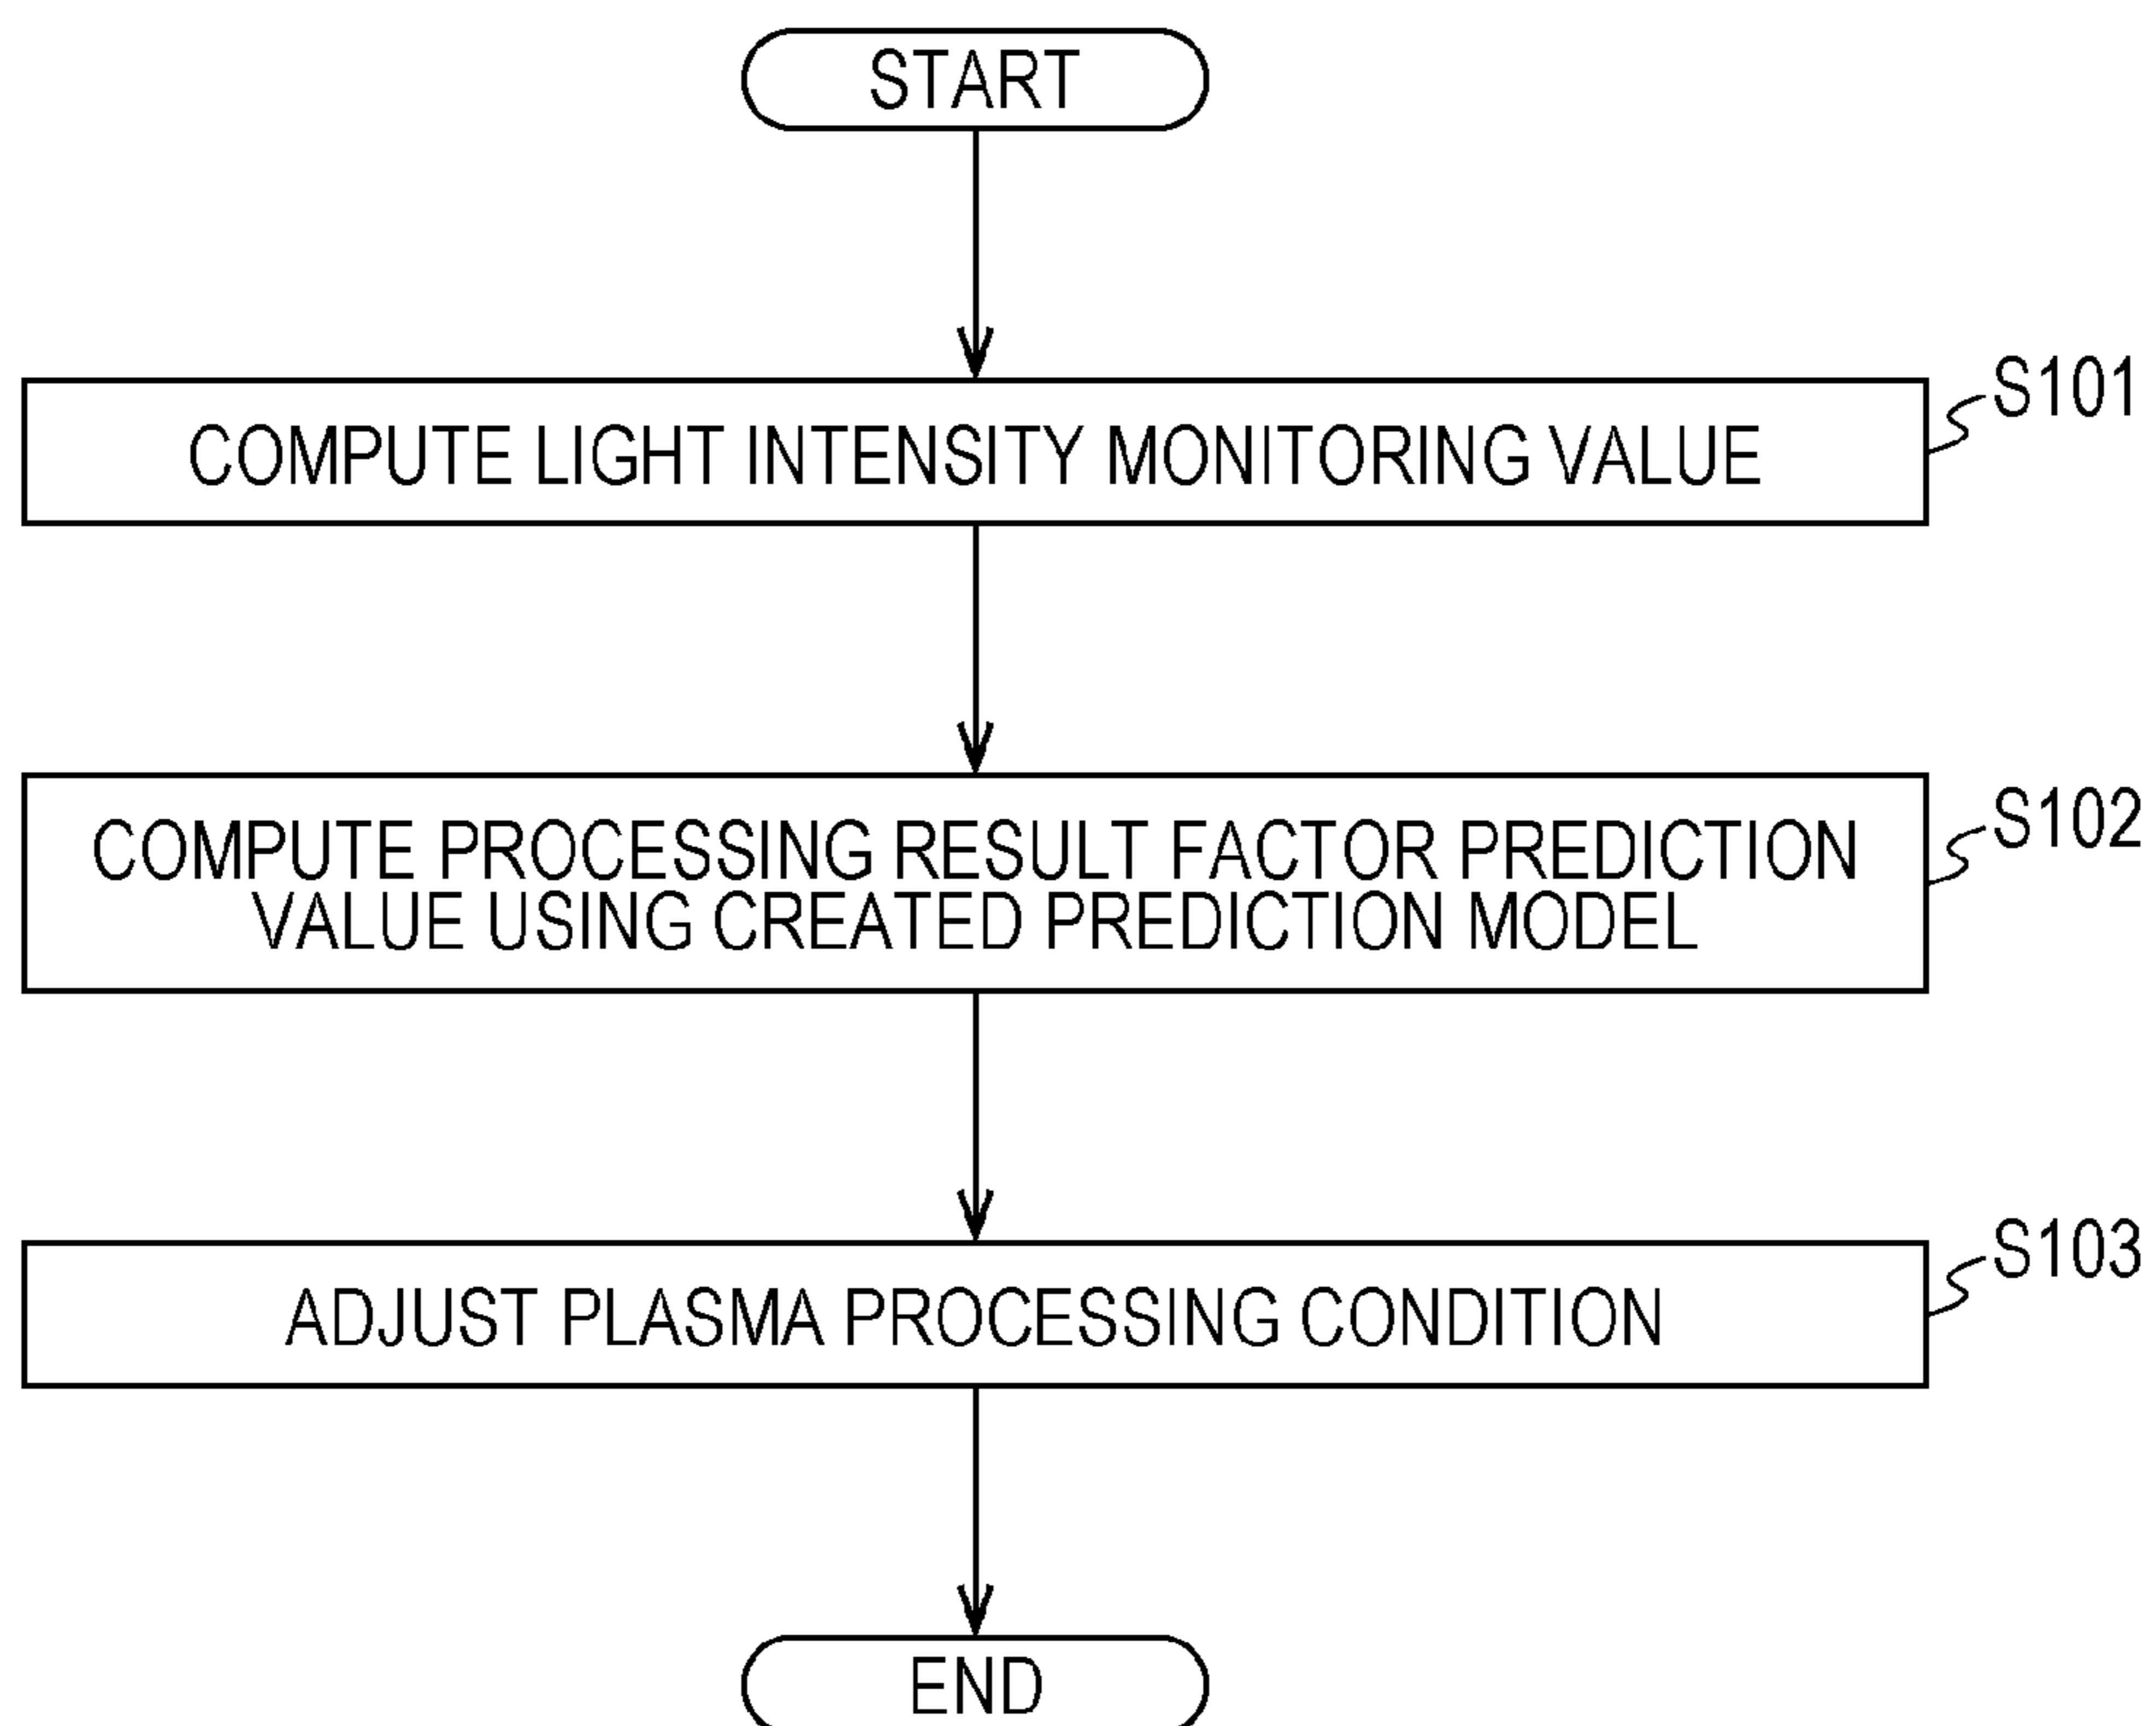 START
COMPUTE LIGHT INTENSITY MONITORING VALUE
S101
COMPUTE PROCESSING RESULT FACTOR PREDICTION
VALUE USING CREATED PREDICTION MODEL
S102
ADJUST PLASMA PROCESSING CONDITION
S103
END